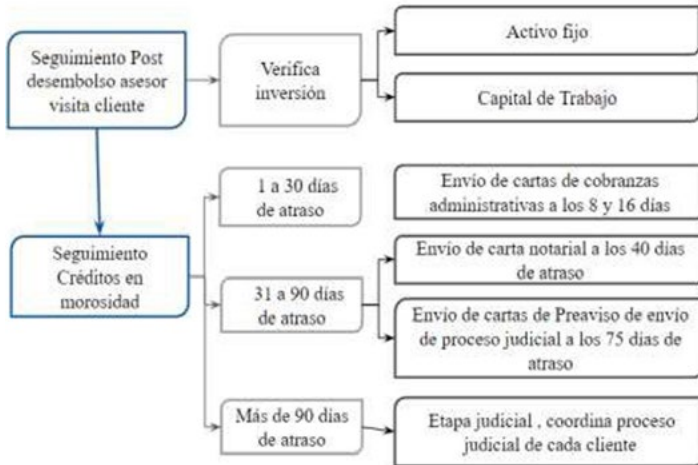 Seguimiento Post
desembolso asesor
visita cliente
Verifica
inversión
Activo fijo
Capital de Trabajo
Seguimiento
Créditos en
morosidad
1 a 30 días
de atraso
Envío de cartas de cobranzas
administrativas a los 8 y 16 días
31 a 90 días
de atraso
Envío de carta notarial a los 40 días
de atraso
Envío de cartas de Preaviso de envío
de proceso judicial a los 75 días de
atraso
Más de 90 días
de atraso
Etapa judicial , coordina proceso
judicial de cada cliente